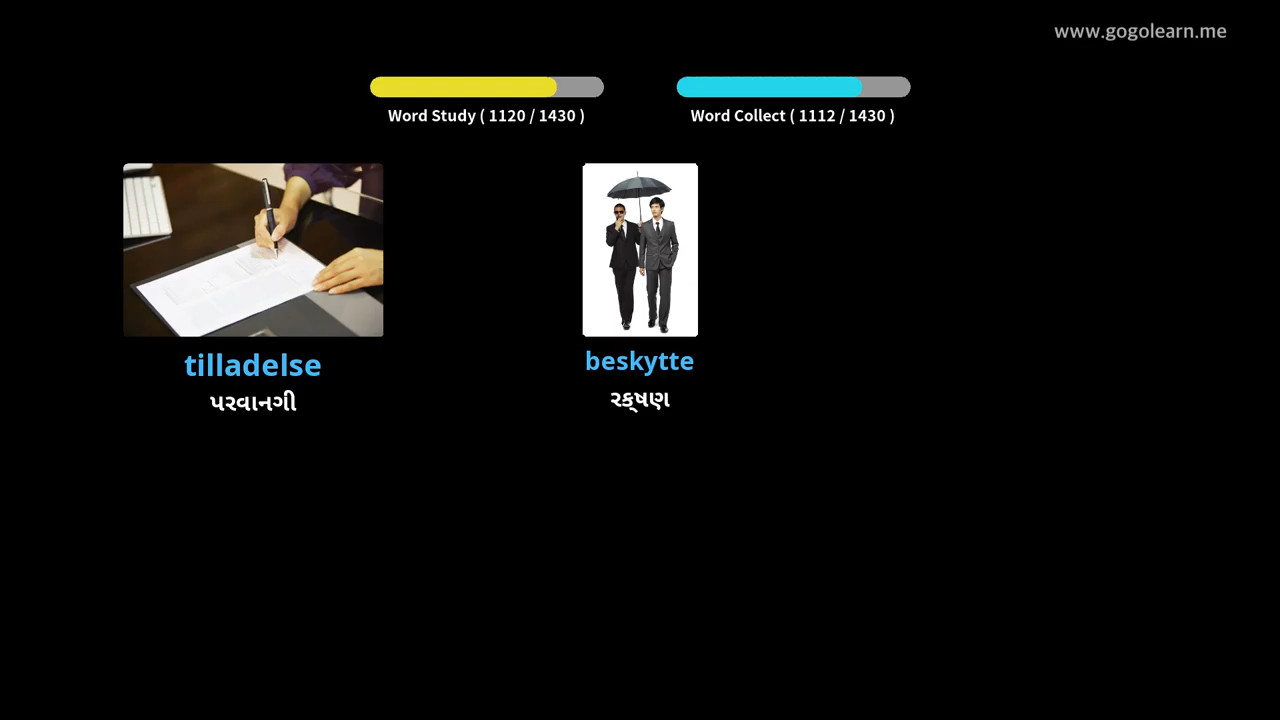 www.gogolearn.me
Word Study ( 1120 / 1430 )
Word Collect ( 1112 / 1430 )
tilladelse
પરવાનગી
beskytte
રક્ષણ